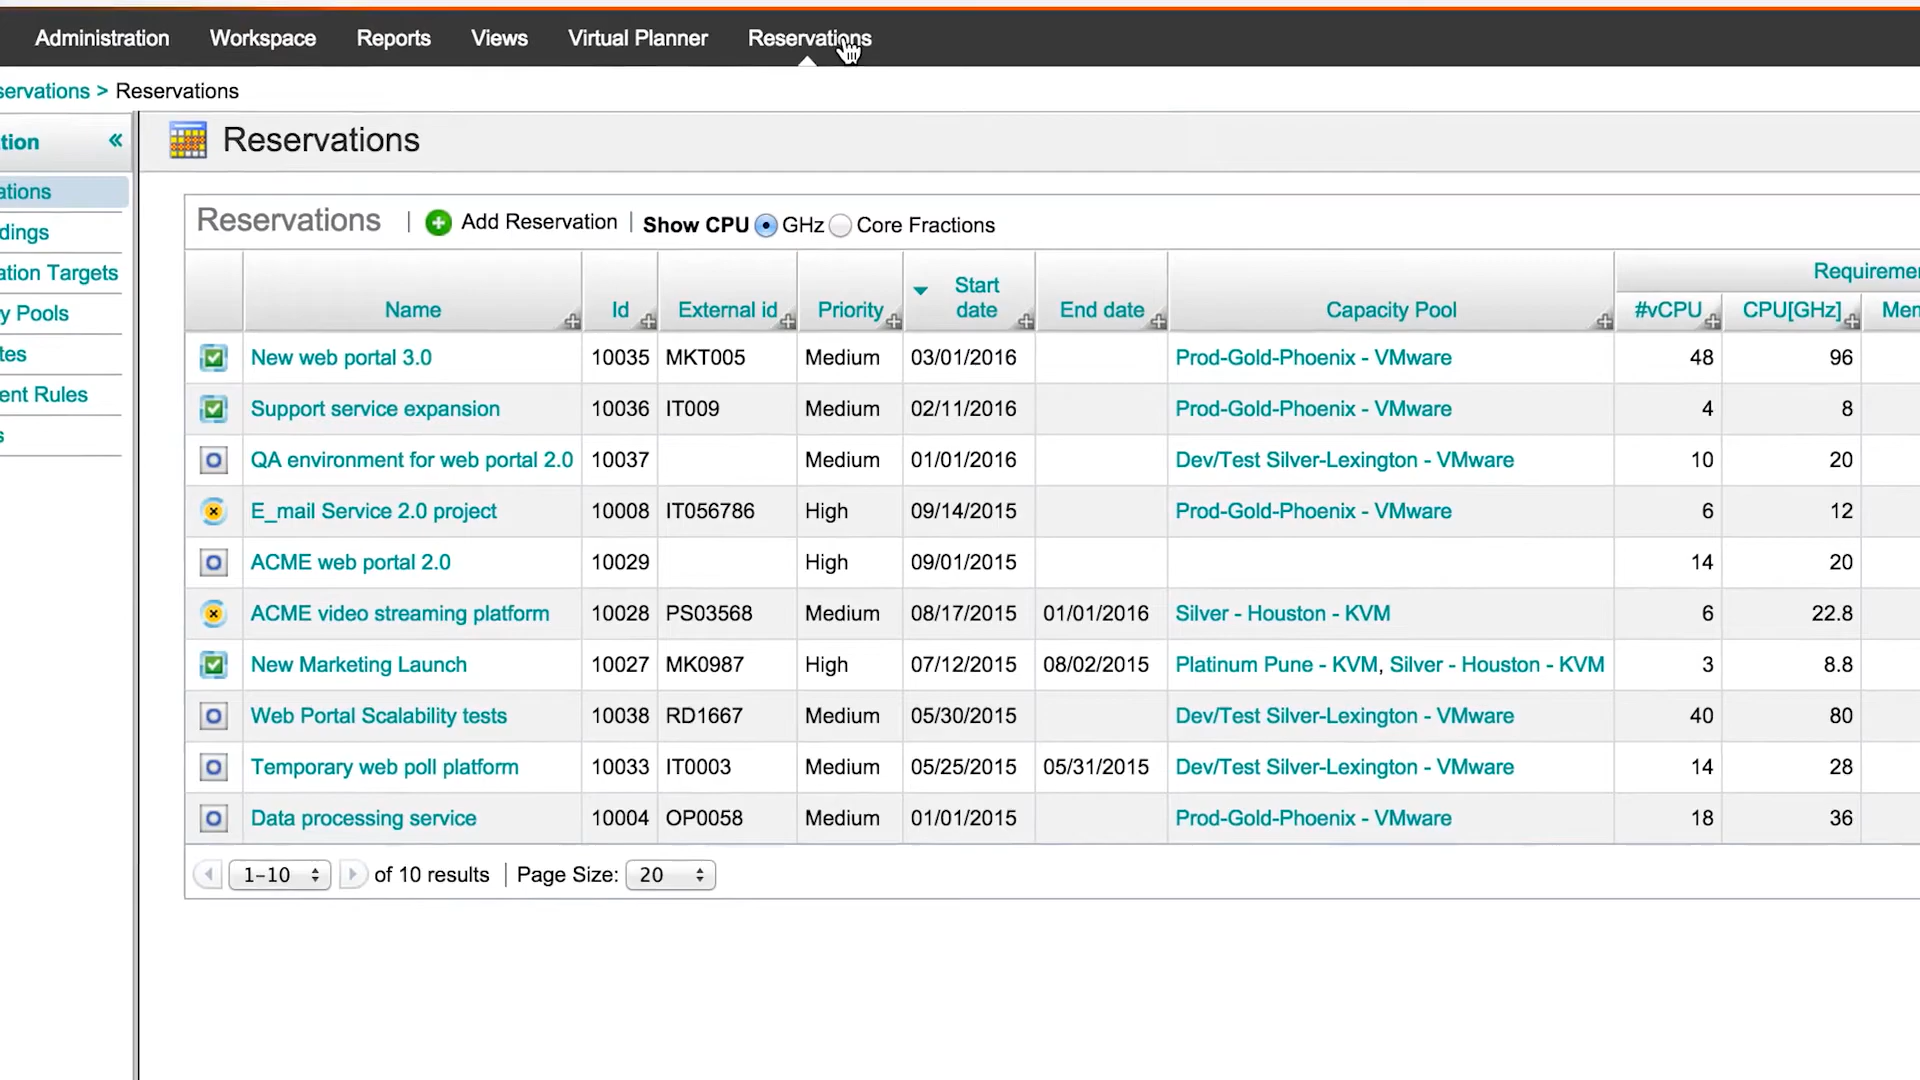 Administration Workspace Reports Views Virtual Planner Reservations
servations > Reservations
tion «
ations
dings
ation Targets
y Pools
tes
ent Rules
s
Reservations
Reservations | Add Reservation | Show CPU GHz Core Fractions
Name Id External id Priority Start date End date Capacity Pool Requireme
#vCPU CPU[GHz] Mem
New web portal 3.0 10035 MKT005 Medium 03/01/2016 Prod-Gold-Phoenix - VMware 48 96
Support service expansion 10036 IT009 Medium 02/11/2016 Prod-Gold-Phoenix - VMware 4 8
QA environment for web portal 2.0 10037 Medium 01/01/2016 Dev/Test Silver-Lexington - VMware 10 20
E_mail Service 2.0 project 10008 IT056786 High 09/14/2015 Prod-Gold-Phoenix - VMware 6 12
ACME web portal 2.0 10029 High 09/01/2015 14 20
ACME video streaming platform 10028 PS03568 Medium 08/17/2015 01/01/2016 Silver - Houston - KVM 6 22.8
New Marketing Launch 10027 MK0987 High 07/12/2015 08/02/2015 Platinum Pune - KVM, Silver - Houston - KVM 3 8.8
Web Portal Scalability tests 10038 RD1667 Medium 05/30/2015 Dev/Test Silver-Lexington - VMware 40 80
Temporary web poll platform 10033 IT0003 Medium 05/25/2015 05/31/2015 Dev/Test Silver-Lexington - VMware 14 28
Data processing service 10004 OP0058 Medium 01/01/2015 Prod-Gold-Phoenix - VMware 18 36
1-10 of 10 results | Page Size: 20